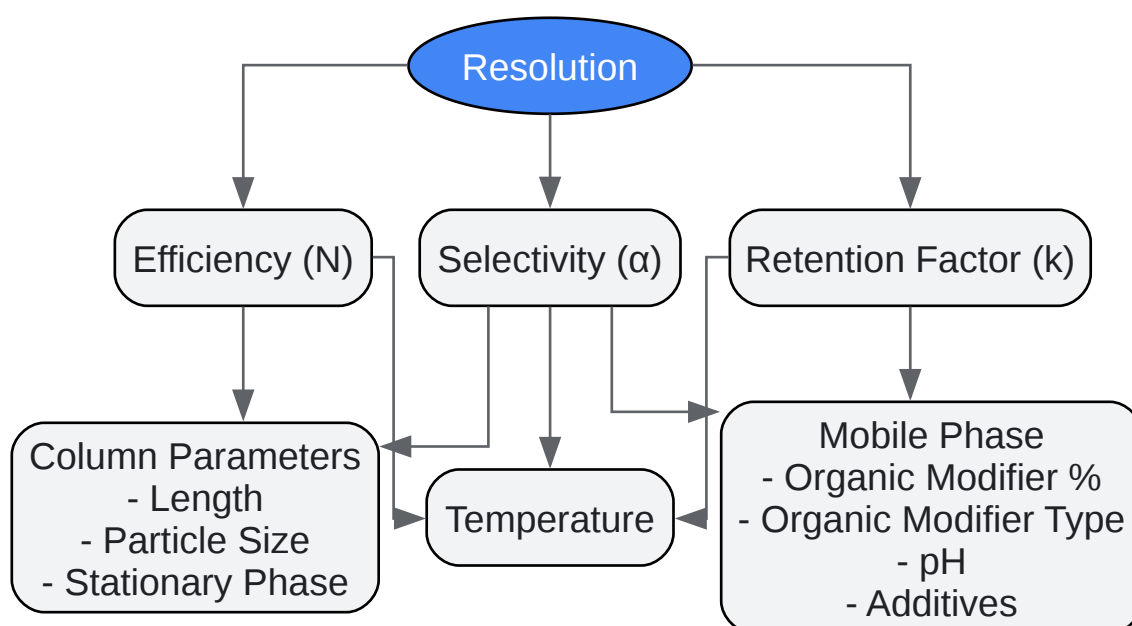 Resolution
Efficiency (N)
Selectivity (α)
Retention Factor (k)
Column Parameters
- Length
- Particle Size
- Stationary Phase
Temperature
Mobile Phase
- Organic Modifier %
- Organic Modifier Type
- pH
- Additives